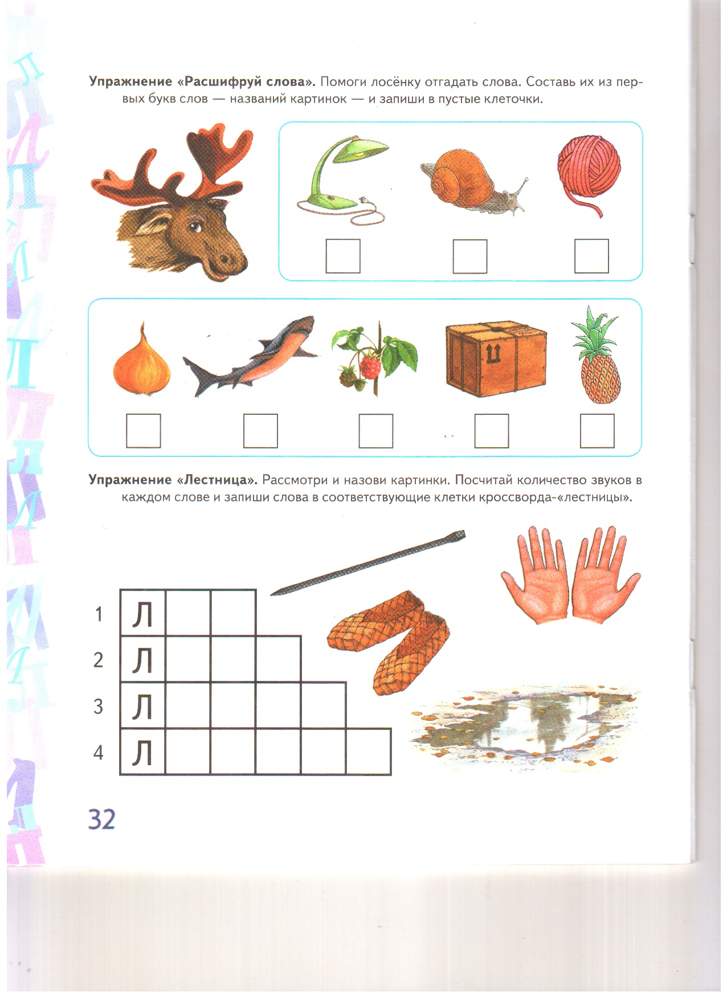 Упражнение «Расшифруй слова». Помоги лосёнку отгадать слова. Составь их из пер-
вых букв слов — названий картинок — и запиши в пустые клеточки.
Упражнение «Лестница». Рассмотри и назови картинки. Посчитай количество звуков в
каждом слове и запиши слова в соответствующие клетки кроссворда-«лестницы».
1 Л
2 Л
3 Л
4 Л
32